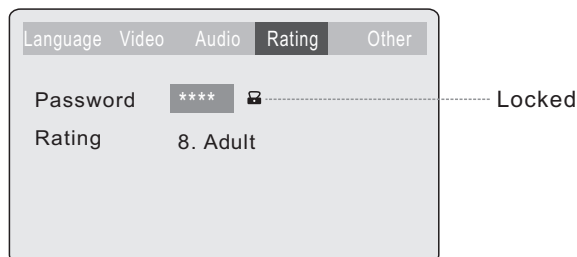 Language Video Audio Rating Other
Password **** Locked
Rating 8. Adult